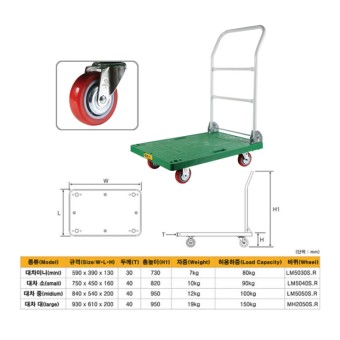 W
L
H1
T
H
(단위 : mm)
종류(Model) 규격(Size/W×L×H) 두께(T) 총높이(H1) 자중(Weight) 허용하중(Load Capacity) 바퀴(Wheel)
대차미니(mini) 590 x 390 x 130 30 730 7kg 80kg LM5030S.R
대차 소(small) 750 x 450 x 160 40 820 10kg 90kg LM5040S.R
대차 중(midium) 840 x 540 x 200 40 950 12kg 100kg LM5050S.R
대차 대(large) 930 x 610 x 200 40 950 19kg 150kg MH2050S.R